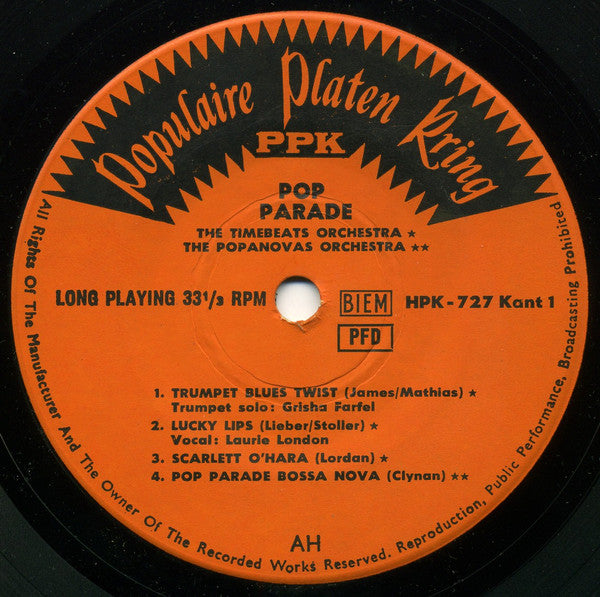 Populaire Platen Kring
PPK
POP
PARADE
THE TIMEBEATS ORCHESTRA ★
THE POPANOVAS ORCHESTRA ★★
LONG PLAYING 33 1/3 RPM
BIEM
HPK-727 Kant 1
PFD
1. TRUMPET BLUES TWIST (James/Mathias) ★
Trumpet solo: Grisha Farfel
2. LUCKY LIPS (Lieber/Stoller) ★
Vocal: Laurie London
3. SCARLETT O'HARA (Lordan) ★
4. POP PARADE BOSSA NOVA (Clynan) ★★
AH
All Rights Of The Manufacturer And The Owner Of The Recorded Works Reserved. Reproduction, Public Performance, Broadcasting Prohibited